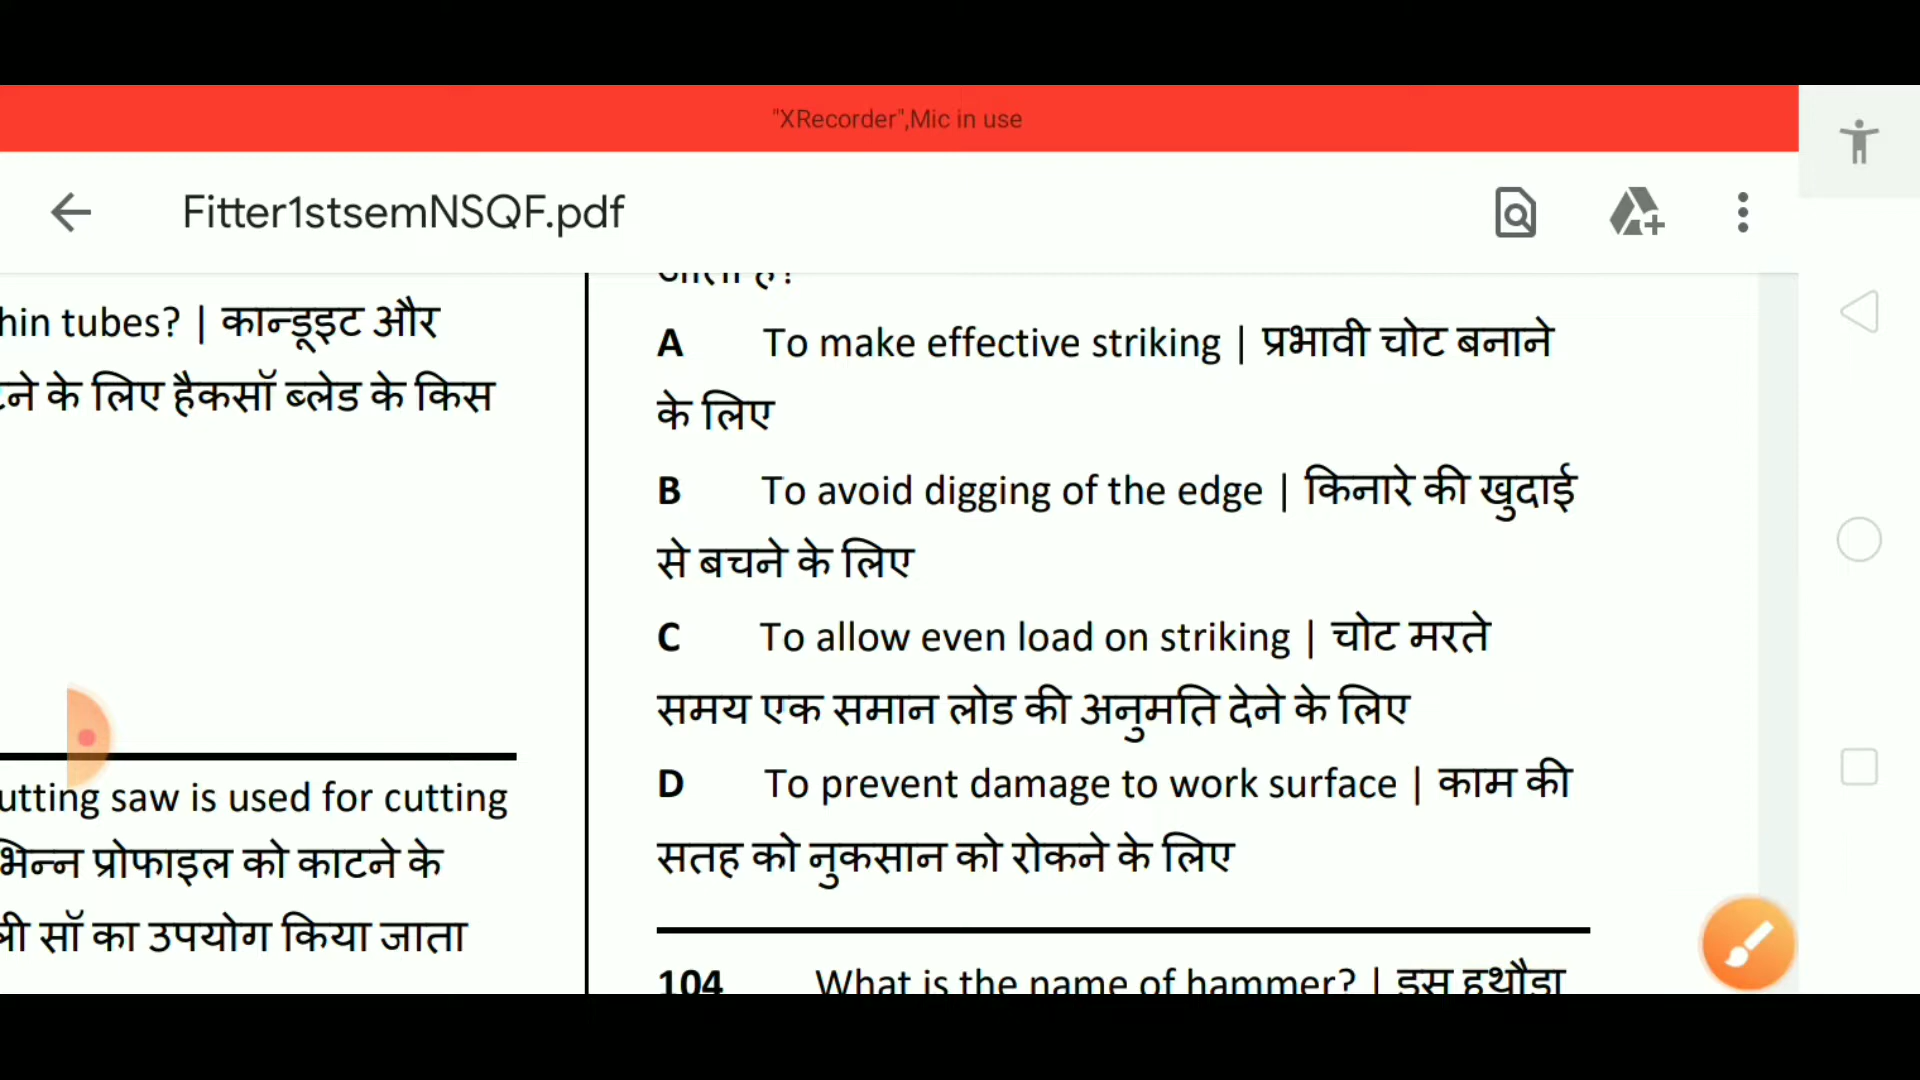 "XRecorder",Mic in use
Fitter1stsemNSQF.pdf
tubes? | कान्डूइट और
के लिए हैकसॉ ब्लेड के किस
saw is used for cutting
प्रोफाइल को काटने के
सॉ का उपयोग किया जाता
A To make effective striking | प्रभावी चोट बनाने
के लिए
B To avoid digging of the edge | किनारे की खुदाई
से बचने के लिए
C To allow even load on striking | चोट मरते
समय एक समान लोड की अनुमति देने के लिए
D To prevent damage to work surface | काम की
सतह को नुकसान को रोकने के लिए
104 What is the name of hammer? | इस हथौड़ा